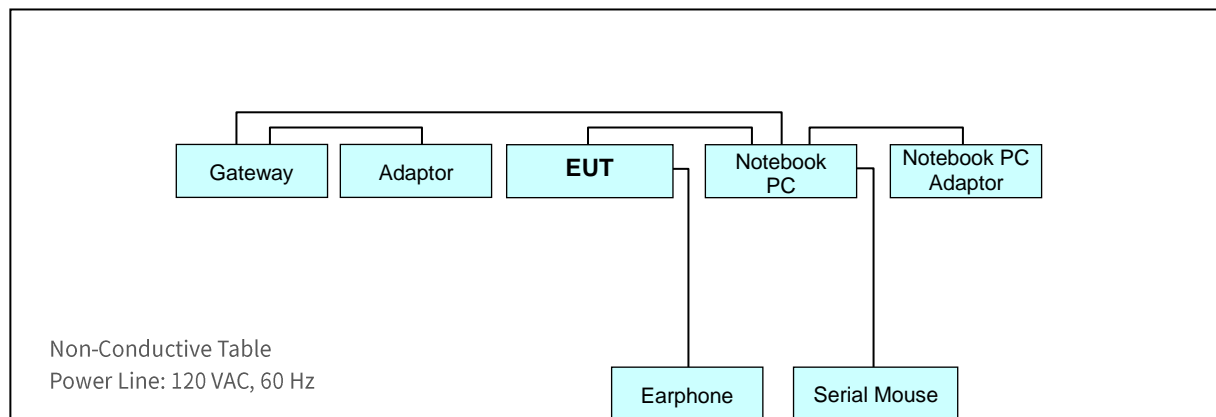 Gateway
Adaptor
EUT
Notebook
PC
Notebook PC
Adaptor
Non-Conductive Table
Power Line: 120 VAC, 60 Hz
Earphone
Serial Mouse